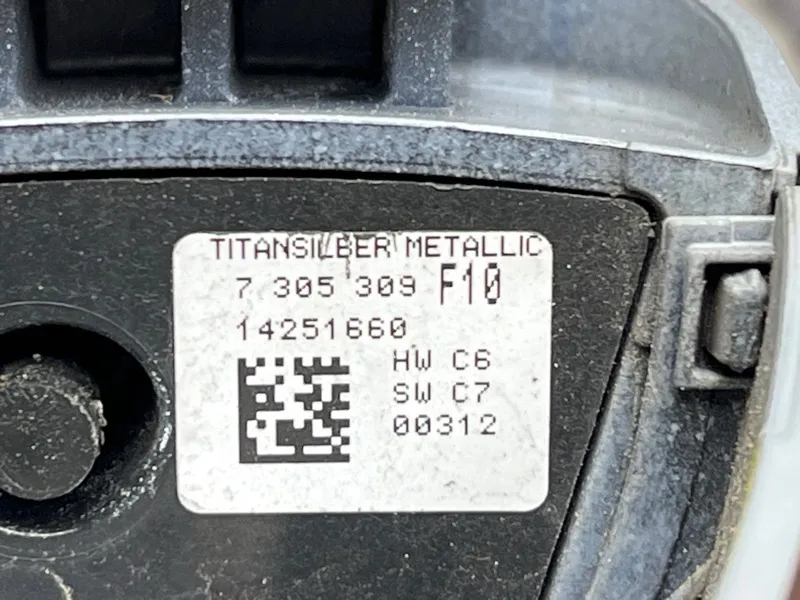 TITANSILBER METALLIC
7 305 309 F10
14251660
HW C6
SW C7
00312